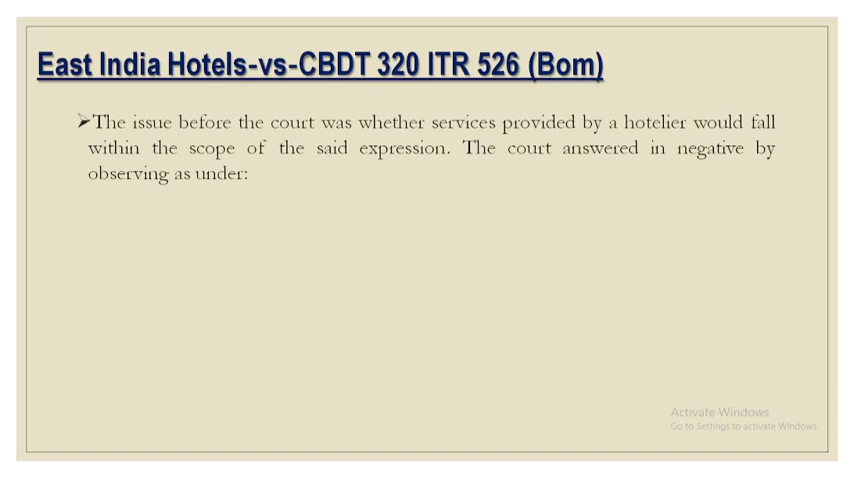 East India Hotels-vs-CBDT 320 ITR 526 (Bom)
➢The issue before the court was whether services provided by a hotelier would fall
within the scope of the said expression. The court answered in negative by
observing as under:
Activate Windows
Go to Settings to activate Windows.